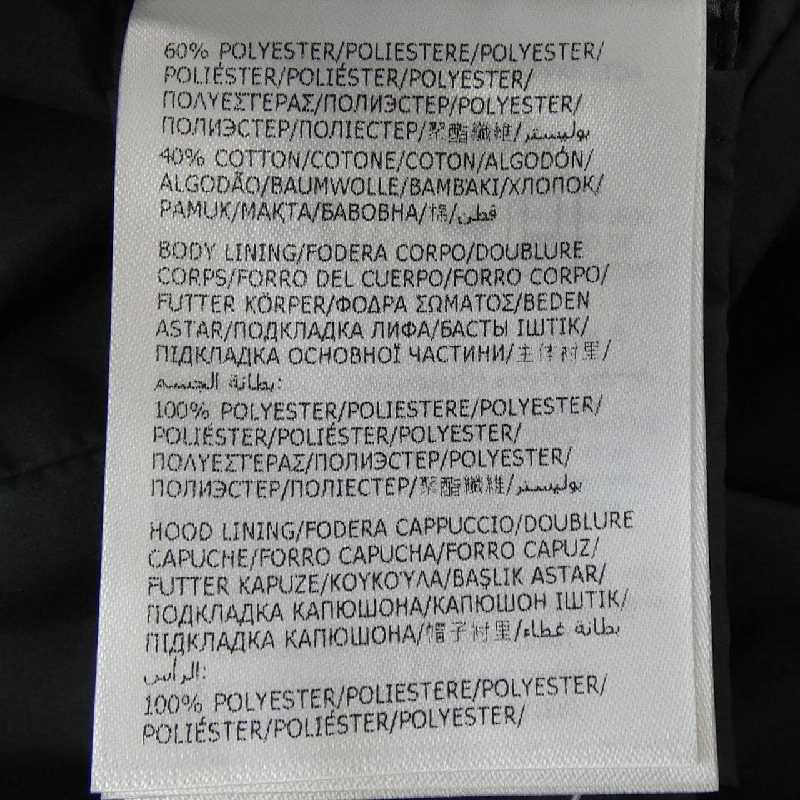 60% POLYESTER/POLIESTERE/POLYESTER/
POLIÉSTER/POLIÉSTER/POLYESTER/
ΠΟΛΥΕΣΤΕΡΑΣ/ПОЛИЭСТЕР/POLYESTER/
ПОЛИЭСТЕР/ПОЛІЕСТЕР/聚酯纖維/بوليستر
40% COTTON/COTONE/COTON/ALGODÓN/
ALGODÃO/BAUMWOLLE/ΒΑΜΒΑΚΙ/ХЛОПОК/
PAMUK/МАҚТА/БАВОВНА/棉/قطن
BODY LINING/FODERA CORPO/DOUBLURE
CORPS/FORRO DEL CUERPO/FORRO CORPO/
FUTTER KÖRPER/ΦΟΔΡΑ ΣΩΜΑΤΟΣ/BEDEN
ASTAR/ПОДКЛАДКА ЛИФА/БАСТЫ ІШТІК/
ПІДКЛАДКА ОСНОВНОЇ ЧАСТИНИ/主体衬里/
بطانة الجسم:
100% POLYESTER/POLIESTERE/POLYESTER/
POLIÉSTER/POLIÉSTER/POLYESTER/
ΠΟΛΥΕΣΤΕΡΑΣ/ПОЛИЭСТЕР/POLYESTER/
ПОЛИЭСТЕР/ПОЛІЕСТЕР/聚酯纖維/بوليستر
HOOD LINING/FODERA CAPPUCCIO/DOUBLURE
CAPUCHE/FORRO CAPUCHA/FORRO CAPUZ/
FUTTER KAPUZE/ΚΟΥΚΟΎΛΑ/BAŞLIK ASTAR/
ПОДКЛАДКА КАПЮШОНА/КАПЮШОН ІШТІК/
ПІДКЛАДКА КАПЮШОНА/帽子衬里/بطانة غطاء
الرأس:
100% POLYESTER/POLIESTERE/POLYESTER/
POLIÉSTER/POLIÉSTER/POLYESTER/